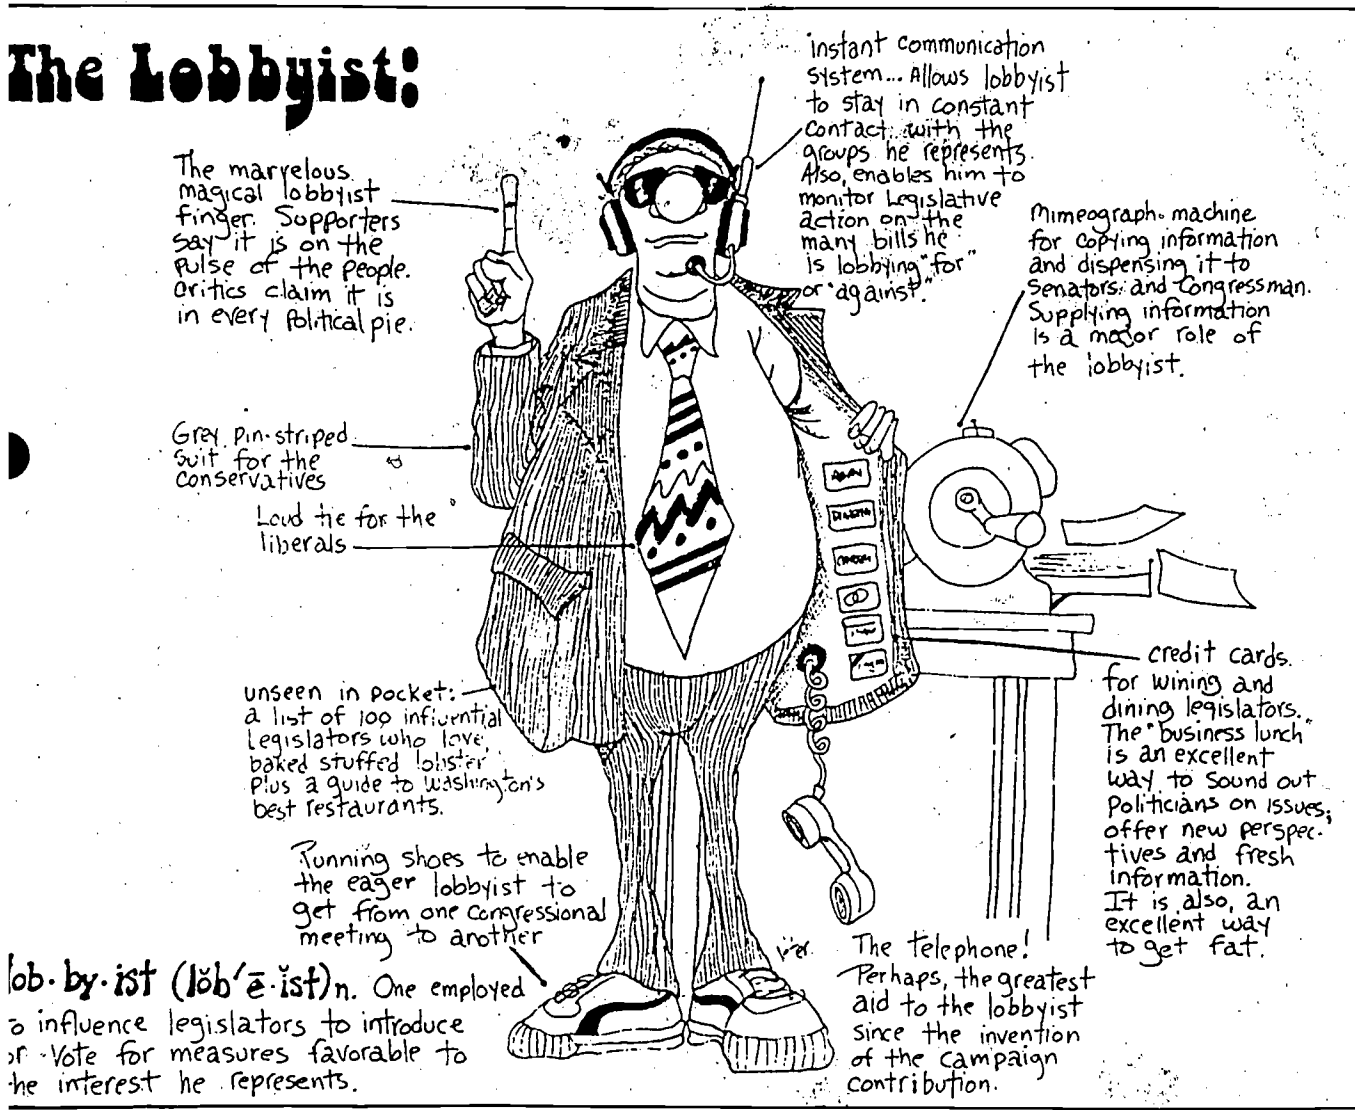 The Lobbyist:
The marvelous
magical lobbyist
finger. Supporters
say it is on the
pulse of the people.
Critics claim it is
in every Political pie.
instant communication
system... Allows lobbyist
to stay in constant
contact with the
groups he represents.
Also, enables him to
monitor Legislative
action on the
many bills he
is lobbying "for"
or "against."
Mimeograph machine
for copying information
and dispensing it to
Senators and Congressman.
Supplying information
is a major role of
the lobbyist.
Grey pin-striped
suit for the
conservatives
Loud tie for the
liberals
unseen in pocket:
a list of 100 influential
Legislators who love
baked stuffed lobster
Plus a guide to Washington's
best restaurants.
credit cards.
for wining and
dining legislators.
The "business lunch"
is an excellent
way to sound out
Politicians on issues,
offer new perspec-
tives and fresh
information.
It is also, an
excellent way
to get fat.
Running shoes to enable
the eager lobbyist to
get from one congressional
meeting to another
The telephone!
Perhaps, the greatest
aid to the lobbyist
since the invention
of the campaign
contribution.
lob·by·ist (lŏb′ē·ĭst) n. One employed
o influence legislators to introduce
or Vote for measures favorable to
he interest he represents.